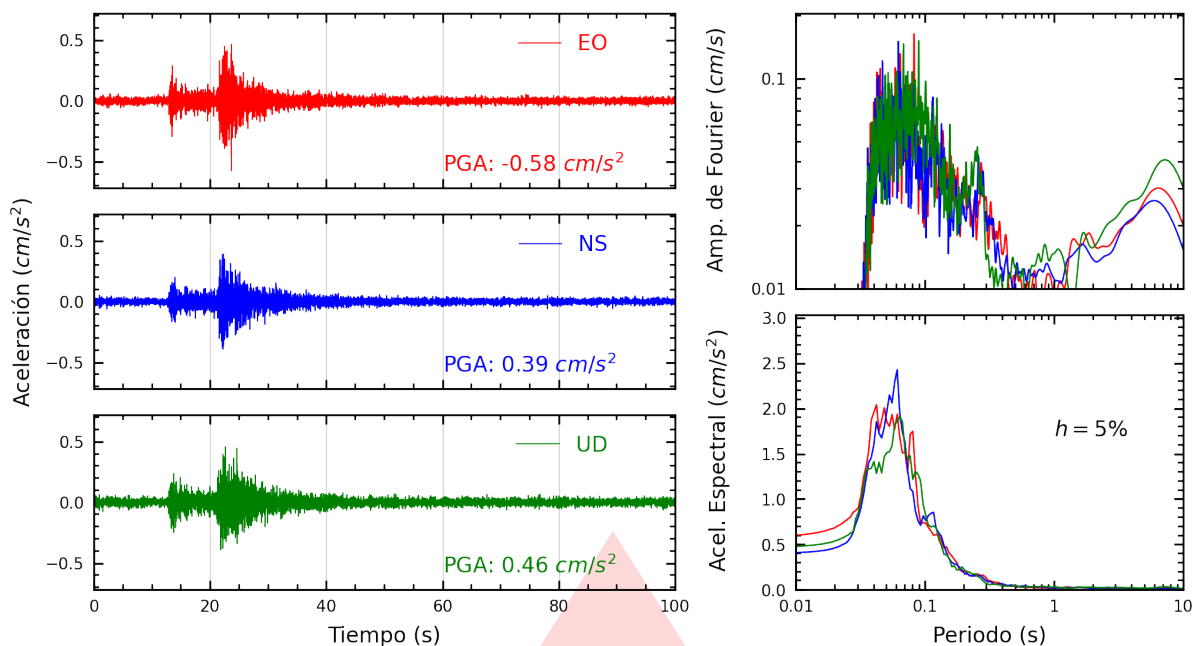 Aceleración (cm/s²)
0.5
0.0
−0.5
EO
PGA: -0.58 cm/s²
0.5
0.0
−0.5
NS
PGA: 0.39 cm/s²
0.5
0.0
−0.5
UD
PGA: 0.46 cm/s²
0 20 40 60 80 100
Tiempo (s)
Amp. de Fourier (cm/s)
0.1
0.01
Acel. Espectral (cm/s²)
3.0
2.5
2.0
1.5
1.0
0.5
0.0
h = 5%
0.01 0.1 1 10
Periodo (s)